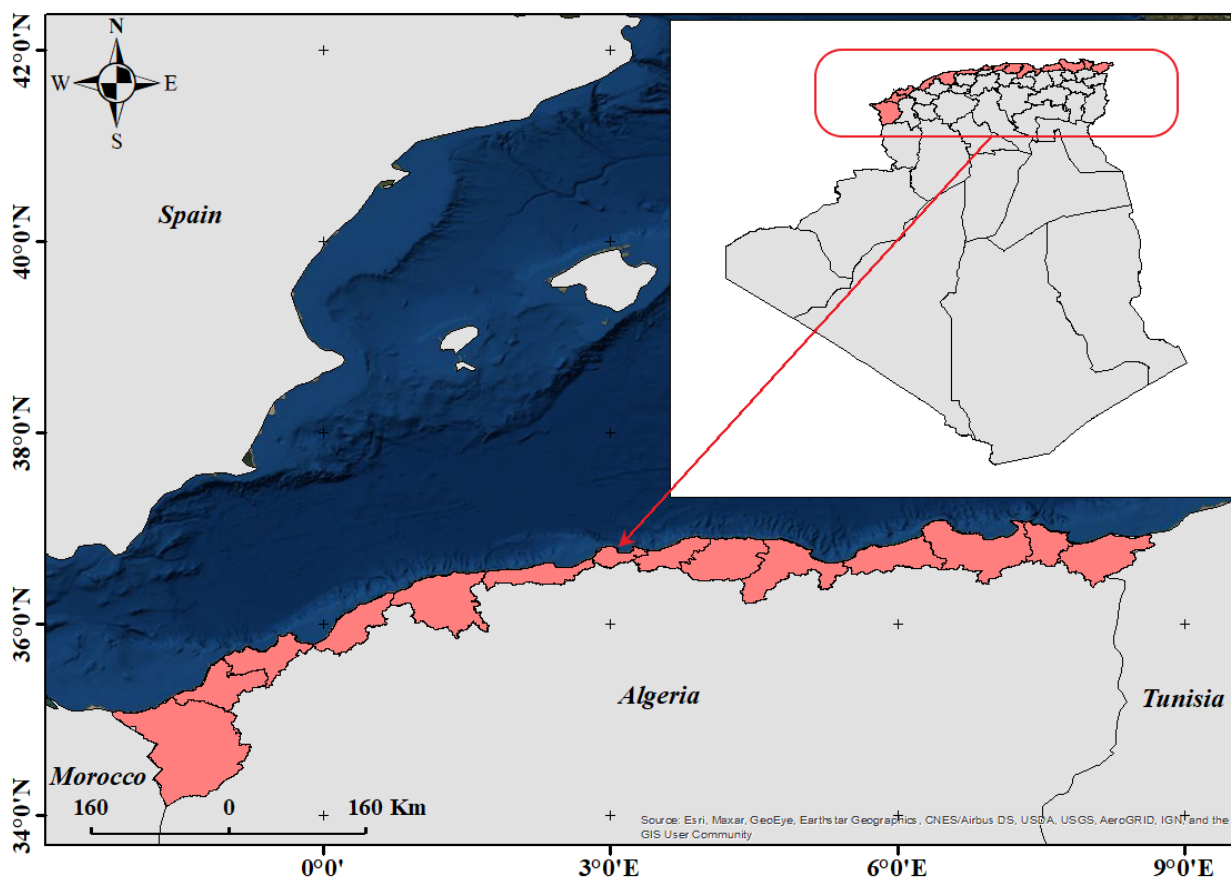 42°0'N
40°0'N
38°0'N
36°0'N
34°0'N
N
W E
S
Spain
Algeria
Tunisia
Morocco
160 0 160 Km
Source: Esri, Maxar, GeoEye, Earthstar Geographics, CNES/Airbus DS, USDA, USGS, AeroGRID, IGN, and the
GIS User Community
0°0'
3°0'E
6°0'E
9°0'E